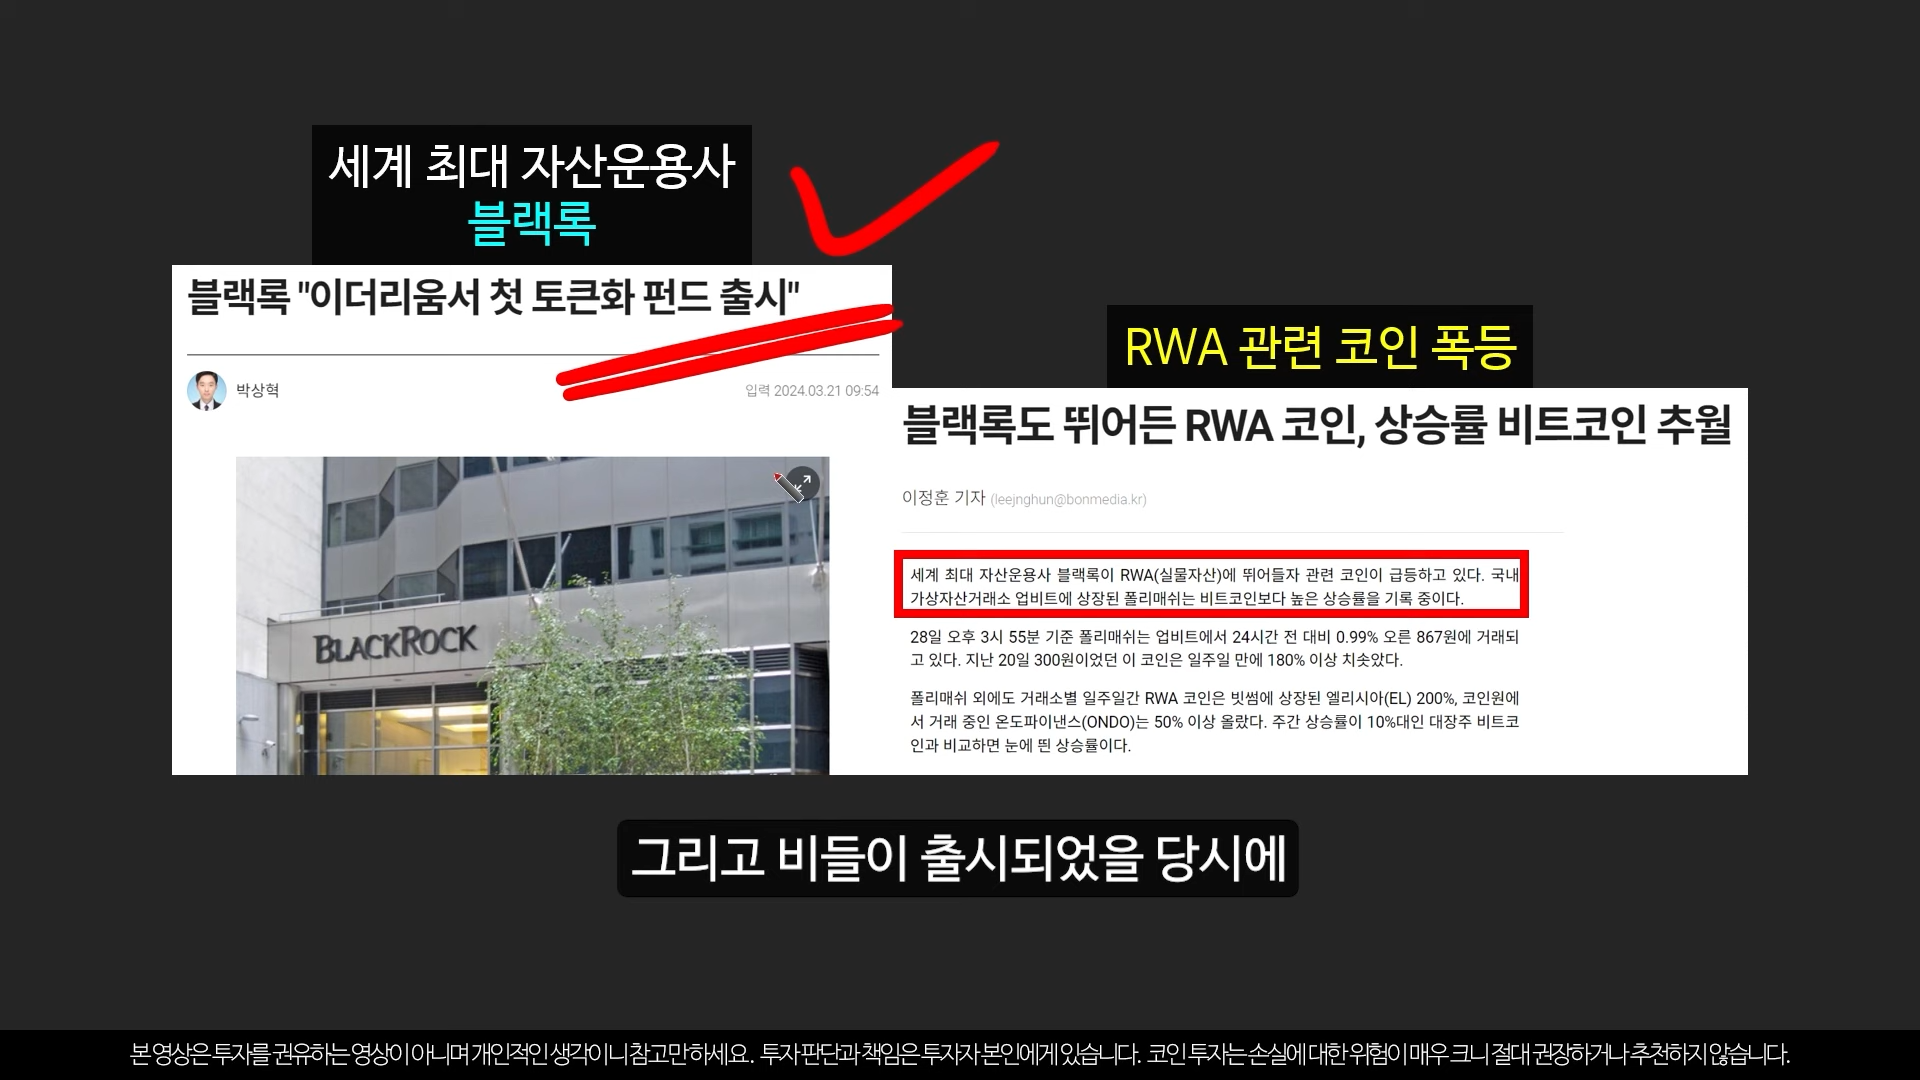 세계 최대 자산운용사
블랙록
블랙록 "이더리움서 첫 토큰화 펀드 출시"
박상혁
입력 2024.03.21 09:54
BLACKROCK
RWA 관련 코인 폭등
블랙록도 뛰어든 RWA 코인, 상승률 비트코인 추월
이정훈 기자 (leejnghun@bonmedia.kr)
세계 최대 자산운용사 블랙록이 RWA(실물자산)에 뛰어들자 관련 코인이 급등하고 있다. 국내
가상자산거래소 업비트에 상장된 폴리매쉬는 비트코인보다 높은 상승률을 기록 중이다.
28일 오후 3시 55분 기준 폴리매쉬는 업비트에서 24시간 전 대비 0.99% 오른 867원에 거래되
고 있다. 지난 20일 300원이었던 이 코인은 일주일 만에 180% 이상 치솟았다.
폴리매쉬 외에도 거래소별 일주일간 RWA 코인은 빗썸에 상장된 엘리시아(EL) 200%, 코인원에
서 거래 중인 온도파이낸스(ONDO)는 50% 이상 올랐다. 주간 상승률이 10%대인 대장주 비트코
인과 비교하면 눈에 띈 상승률이다.
그리고 비들이 출시되었을 당시에
본 영상은 투자를 권유하는 영상이 아니며 개인적인 생각이니 참고만 하세요. 투자 판단과 책임은 투자자 본인에게 있습니다. 코인 투자는 손실에 대한 위험이 매우 크니 절대 권장하거나 추천하지 않습니다.